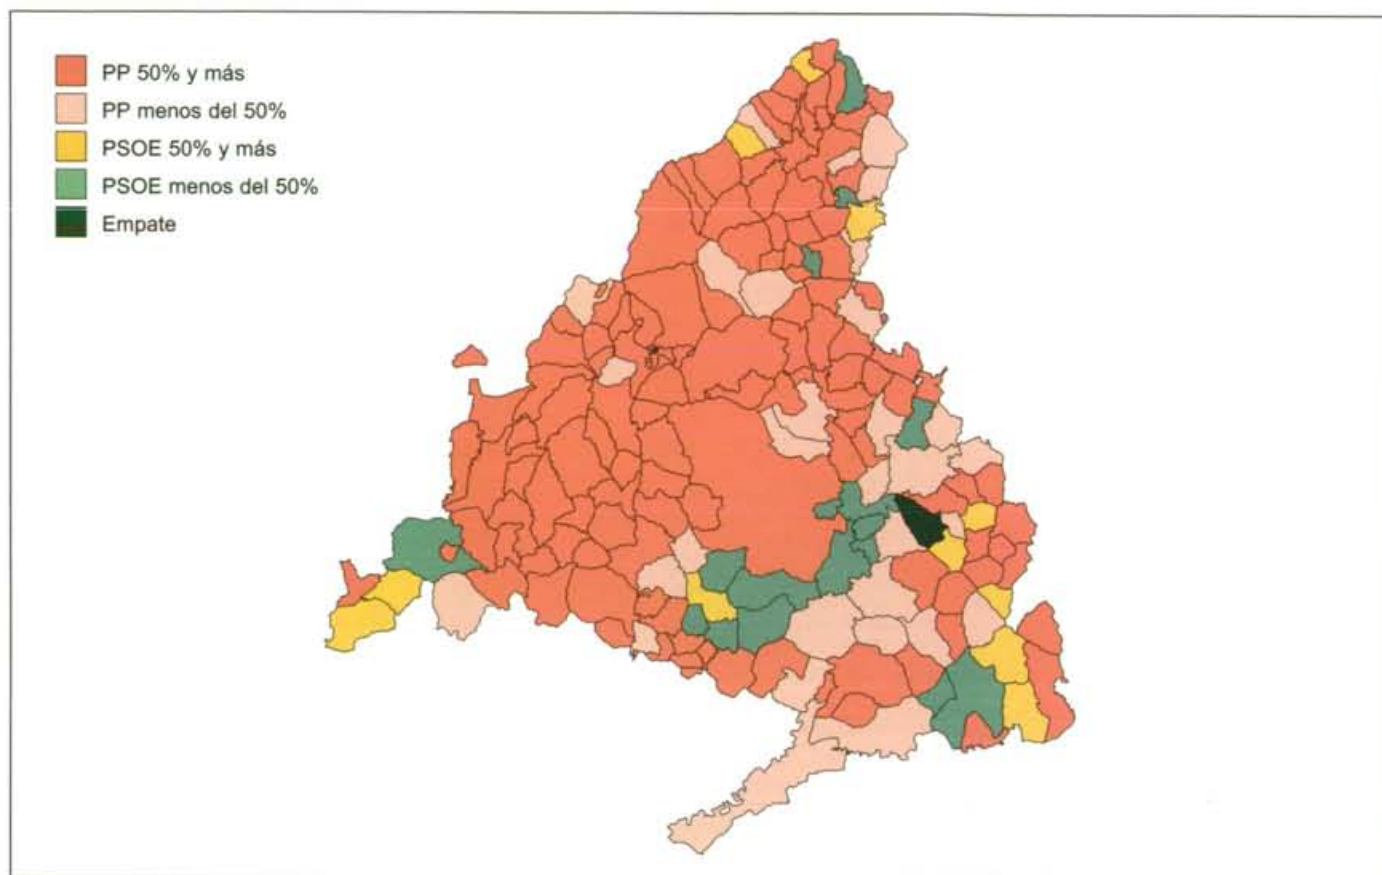 PP 50% y más
PP menos del 50%
PSOE 50% y más
PSOE menos del 50%
Empate